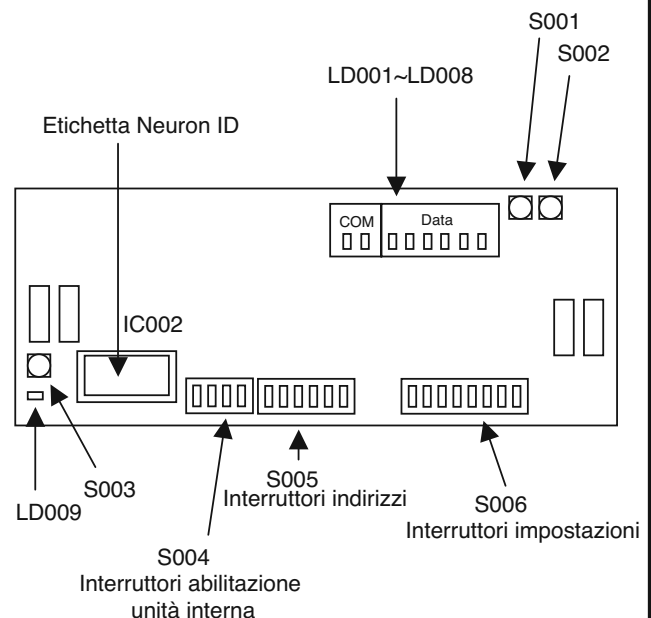 S001
S002
LD001~LD008
Etichetta Neuron ID
COM
Data
IC002
S003
LD009
S005
Interruttori indirizzi
S006
Interruttori impostazioni
S004
Interruttori abilitazione
unità interna